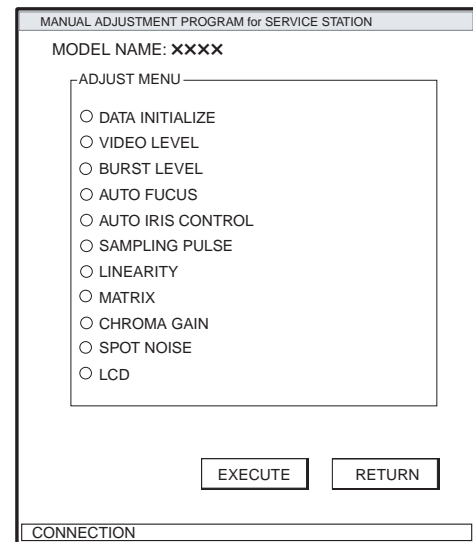 MANUAL ADJUSTMENT PROGRAM for SERVICE STATION
MODEL NAME: ××××
ADJUST MENU
DATA INITIALIZE
VIDEO LEVEL
BURST LEVEL
AUTO FUCUS
AUTO IRIS CONTROL
SAMPLING PULSE
LINEARITY
MATRIX
CHROMA GAIN
SPOT NOISE
LCD
EXECUTE RETURN
CONNECTION